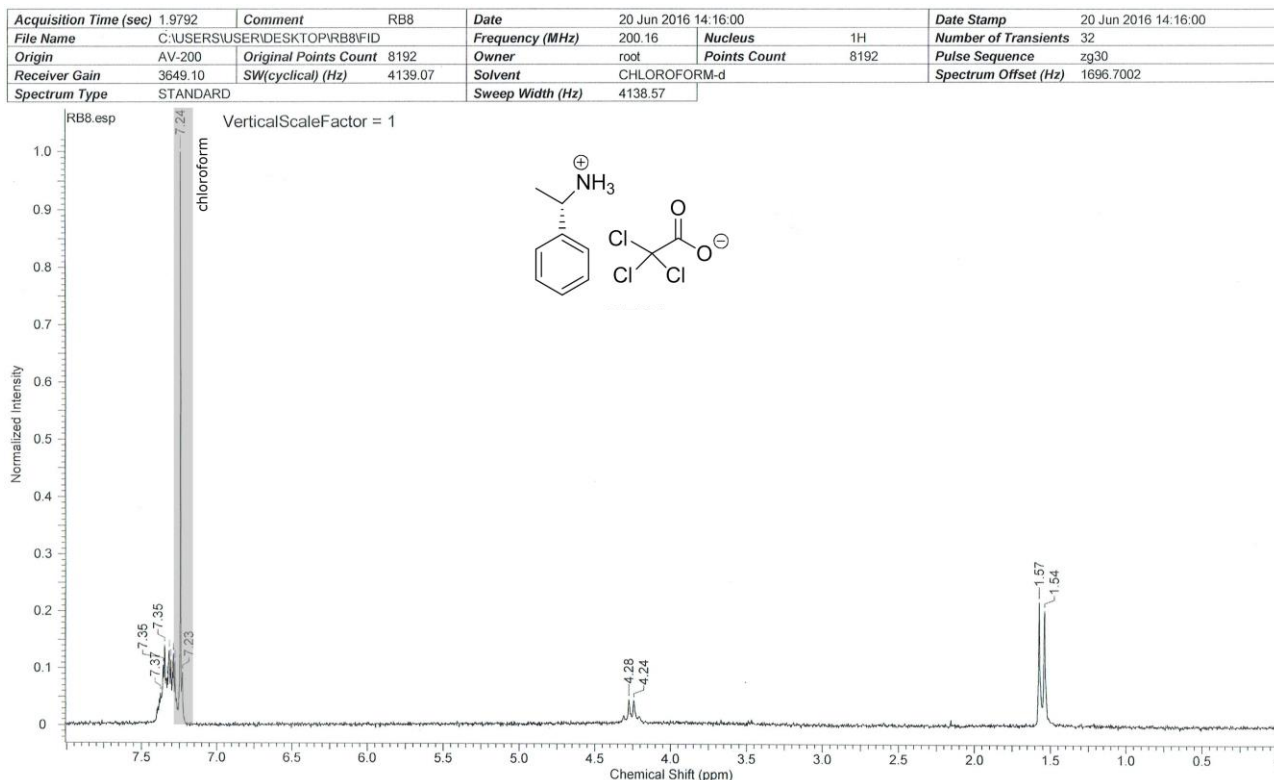 Acquisition Time (sec) 1.9792 Comment RB8 Date 20 Jun 2016 14:16:00 Date Stamp 20 Jun 2016 14:16:00
File Name C:\USERS\USER\DESKTOP\RB8\FID Frequency (MHz) 200.16 Nucleus 1H Number of Transients 32
Origin AV-200 Original Points Count 8192 Owner root Points Count 8192 Pulse Sequence zg30
Receiver Gain 3649.10 SW(cyclical) (Hz) 4139.07 Solvent CHLOROFORM-d Spectrum Offset (Hz) 1696.7002
Spectrum Type STANDARD Sweep Width (Hz) 4138.57
RB8.esp
VerticalScaleFactor = 1
7.24
chloroform
⊕
NH3
O
Cl
O ⊖
Cl Cl
1.0
0.9
0.8
0.7
0.6
0.5
0.4
0.3
0.2
0.1
0
Normalized Intensity
7.37
7.35
7.35
7.23
4.28
4.24
1.57
1.54
7.5 7.0 6.5 6.0 5.5 5.0 4.5 4.0 3.5 3.0 2.5 2.0 1.5 1.0 0.5
Chemical Shift (ppm)